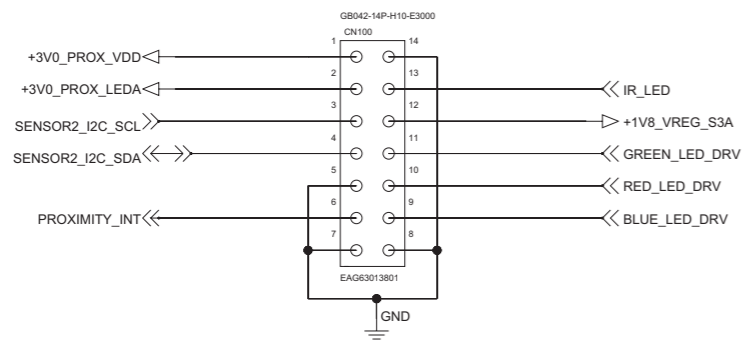 GB042-14P-H10-E3000
CN100
1 14
+3V0_PROX_VDD
2 13
+3V0_PROX_LEDA IR_LED
3 12
SENSOR2_I2C_SCL +1V8_VREG_S3A
4 11
SENSOR2_I2C_SDA GREEN_LED_DRV
5 10
RED_LED_DRV
6 9
PROXIMITY_INT BLUE_LED_DRV
7 8
EAG63013801
GND